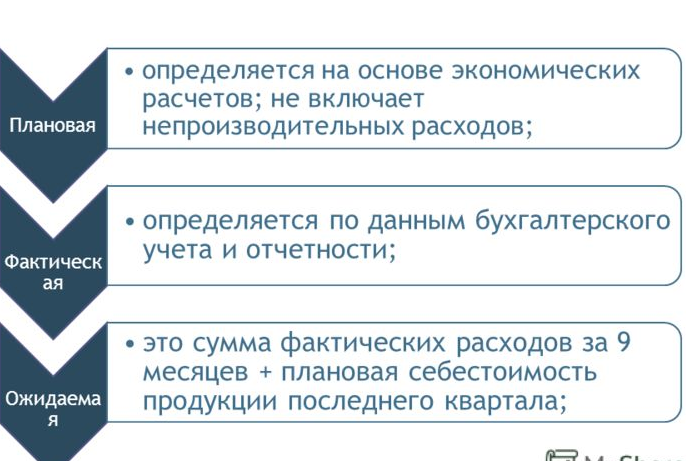 Плановая
• определяется на основе экономических
расчетов; не включает
непроизводительных расходов;
Фактическ
ая
• определяется по данным бухгалтерского
учета и отчетности;
Ожидаема
я
• это сумма фактических расходов за 9
месяцев + плановая себестоимость
продукции последнего квартала;